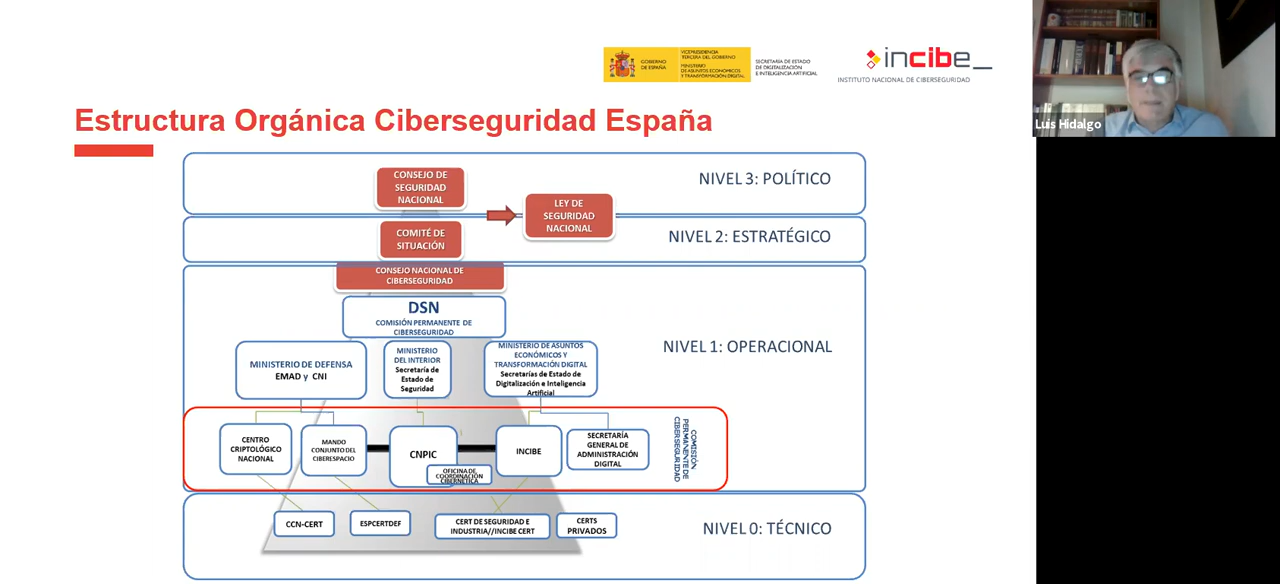 GOBIERNO
DE ESPAÑA
VICEPRESIDENCIA
TERCERA DEL GOBIERNO
MINISTERIO
DE ASUNTOS ECONÓMICOS
Y TRANSFORMACIÓN DIGITAL
SECRETARÍA DE ESTADO
DE DIGITALIZACIÓN
E INTELIGENCIA ARTIFICIAL
incibe_
INSTITUTO NACIONAL DE CIBERSEGURIDAD
Luis Hidalgo
Estructura Orgánica Ciberseguridad España
CONSEJO DE
SEGURIDAD
NACIONAL
NIVEL 3: POLÍTICO
LEY DE
SEGURIDAD
NACIONAL
COMITÉ DE
SITUACIÓN
NIVEL 2: ESTRATÉGICO
CONSEJO NACIONAL DE
CIBERSEGURIDAD
DSN
COMISIÓN PERMANENTE DE
CIBERSEGURIDAD
NIVEL 1: OPERACIONAL
MINISTERIO DE DEFENSA
EMAD y CNI
MINISTERIO
DEL INTERIOR
Secretaría de
Estado de
Seguridad
MINISTERIO DE ASUNTOS
ECONÓMICOS Y
TRANSFORMACIÓN DIGITAL
Secretarías de Estado de
Digitalización e Inteligencia
Artificial
CENTRO
CRIPTOLÓGICO
NACIONAL
MANDO
CONJUNTO DEL
CIBERESPACIO
CNPIC
OFICINA DE
COORDINACIÓN
CIBERNÉTICA
INCIBE
SECRETARÍA
GENERAL DE
ADMINISTRACIÓN
DIGITAL
COMISIÓN
PERMANENTE DE
CIBERSEGURIDAD
CCN-CERT
ESPCERTDEF
CERT DE SEGURIDAD E
INDUSTRIA//INCIBE CERT
CERTS
PRIVADOS
NIVEL 0: TÉCNICO